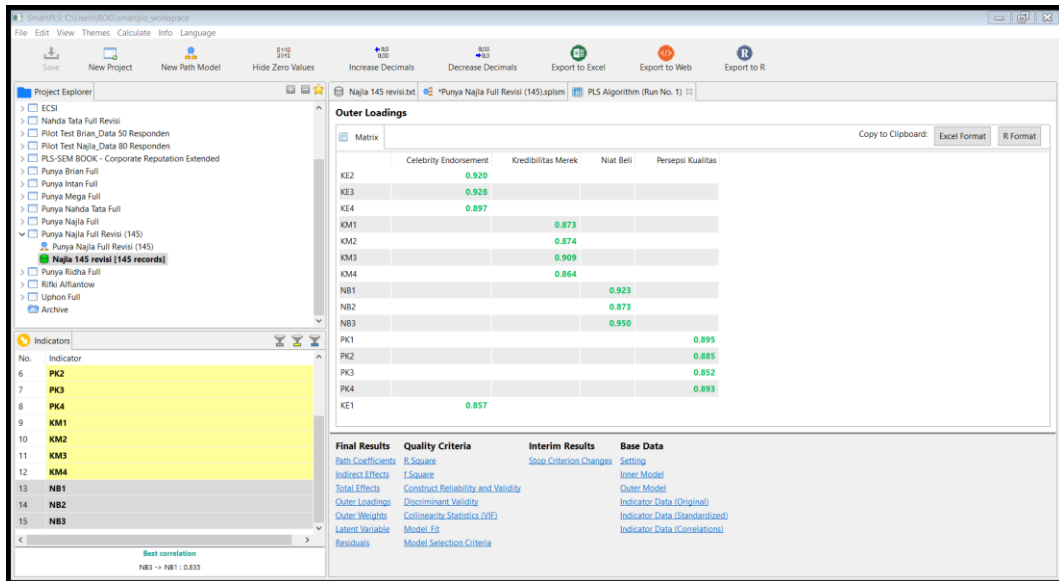 SmartPLS: C:\Users\ROG\smartpls_workspace
File Edit View Themes Calculate Info Language
Save New Project New Path Model Hide Zero Values Increase Decimals Decrease Decimals Export to Excel Export to Web Export to R
Project Explorer
ECSI
Nahda Tata Full Revisi
Pilot Test Brian_Data 50 Responden
Pilot Test Najla_Data 80 Responden
PLS-SEM BOOK - Corporate Reputation Extended
Punya Brian Full
Punya Intan Full
Punya Mega Full
Punya Nahda Tata Full
Punya Najla Full
Punya Najla Full Revisi (145)
Punya Najla Full Revisi (145)
Najla 145 revisi [145 records]
Punya Ridha Full
Rifki Alfiantow
Uphon Full
Archive
Indicators
No. Indicator
6 PK2
7 PK3
8 PK4
9 KM1
10 KM2
11 KM3
12 KM4
13 NB1
14 NB2
15 NB3
Best correlation
NB3 -> NB1 : 0.835
Najla 145 revisi.txt *Punya Najla Full Revisi (145).splsm PLS Algorithm (Run No. 1)
Outer Loadings
Matrix Copy to Clipboard: Excel Format R Format
Celebrity Endorsement Kredibilitas Merek Niat Beli Persepsi Kualitas
KE2 0.920
KE3 0.928
KE4 0.897
KM1 0.873
KM2 0.874
KM3 0.909
KM4 0.864
NB1 0.923
NB2 0.873
NB3 0.950
PK1 0.895
PK2 0.885
PK3 0.852
PK4 0.893
KE1 0.857
Final Results Quality Criteria Interim Results Base Data
Path Coefficients R Square Stop Criterion Changes Setting
Indirect Effects f Square Inner Model
Total Effects Construct Reliability and Validity Outer Model
Outer Loadings Discriminant Validity Indicator Data (Original)
Outer Weights Collinearity Statistics (VIF) Indicator Data (Standardized)
Latent Variable Model Fit Indicator Data (Correlations)
Residuals Model Selection Criteria